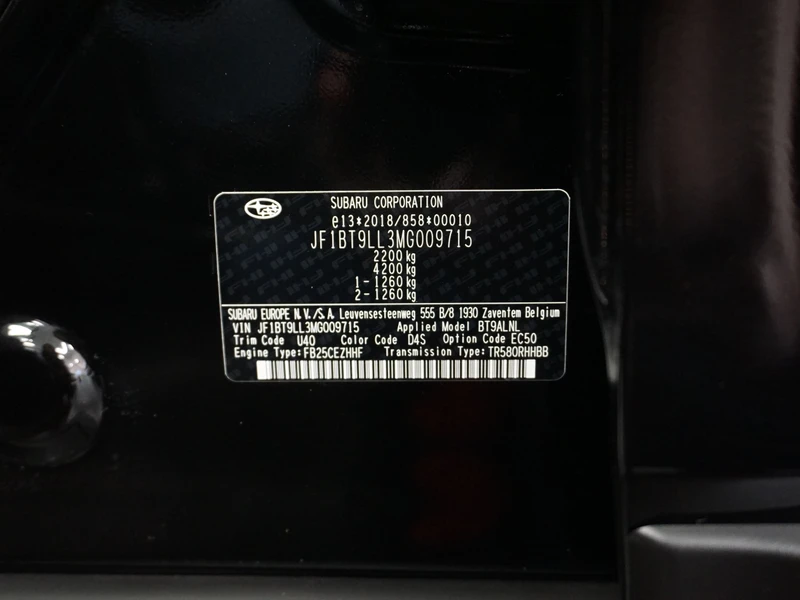 SUBARU CORPORATION
e13*2018/858*00010
JF1BT9LL3MG009715
2200 kg
4200 kg
1 - 1260 kg
2 - 1260 kg
SUBARU EUROPE N.V./S.A. Leuvensesteenweg 555 B/8 1930 Zaventem Belgium
VIN JF1BT9LL3MG009715 Applied Model BT9ALNL
Trim Code U40 Color Code D4S Option Code EC50
Engine Type:FB25CEZHHF Transmission Type:TR580RHHBB